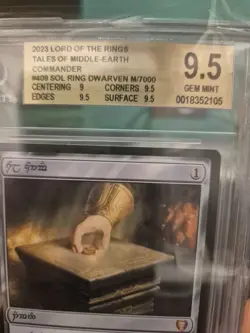 2023 LORD OF THE RINGS
TALES OF MIDDLE-EARTH
COMMANDER
#409 SOL RING DWARVEN M/7000
CENTERING 9 CORNERS 9.5
EDGES 9.5 SURFACE 9.5
9.5
GEM MINT
0018352105
1